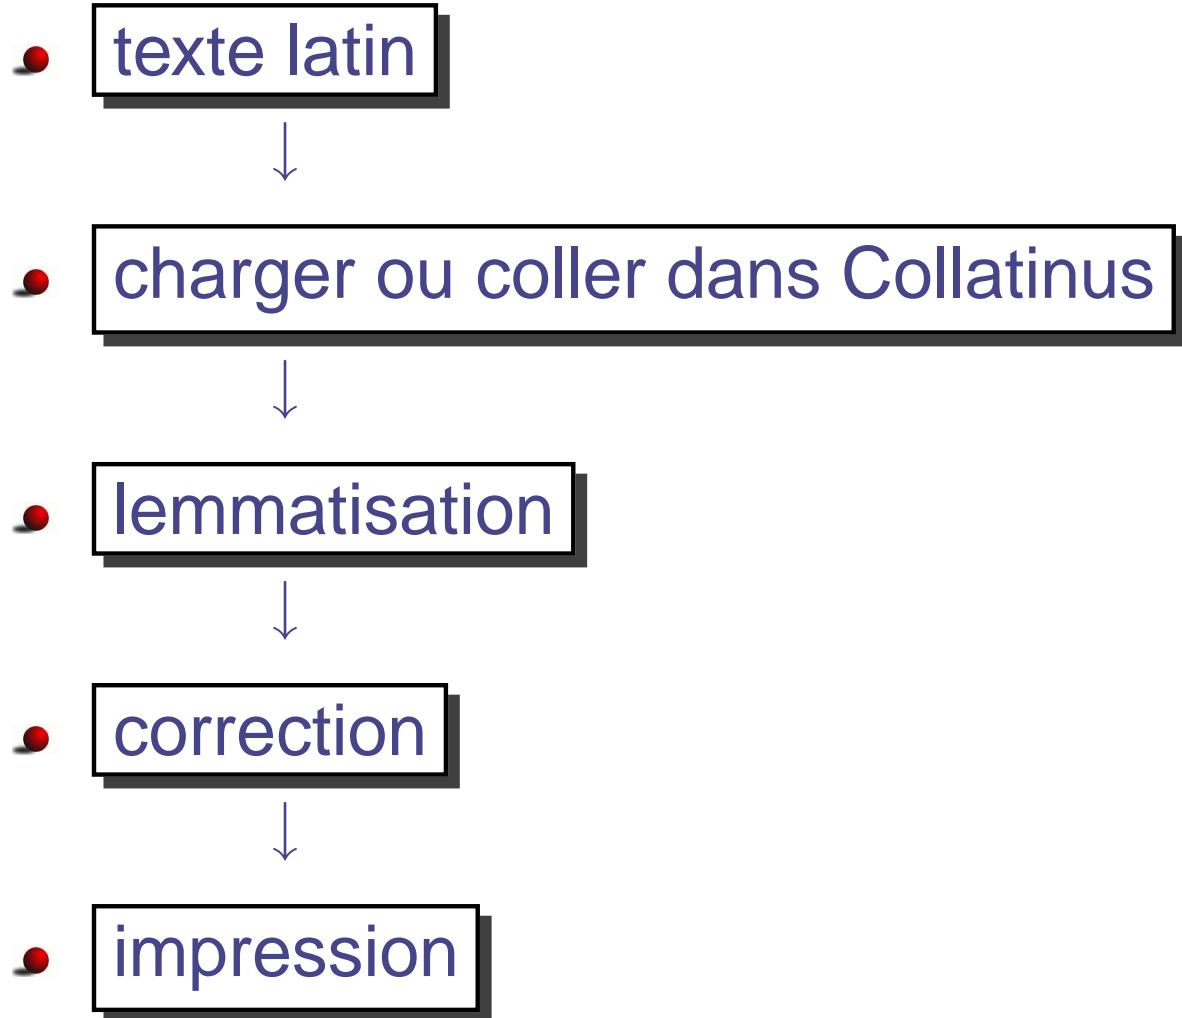 texte latin
charger ou coller dans Collatinus
lemmatisation
correction
impression